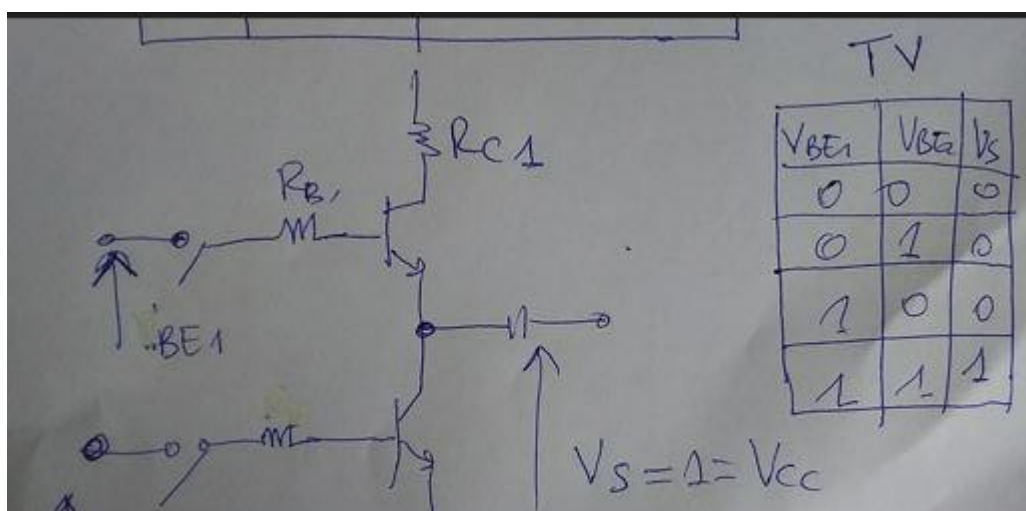 TV
RC1
VBE1 VBE2 VS
RB1
0 0 0
0 1 0
1 0 0
BE1
1 1 1
VS=1=VCC